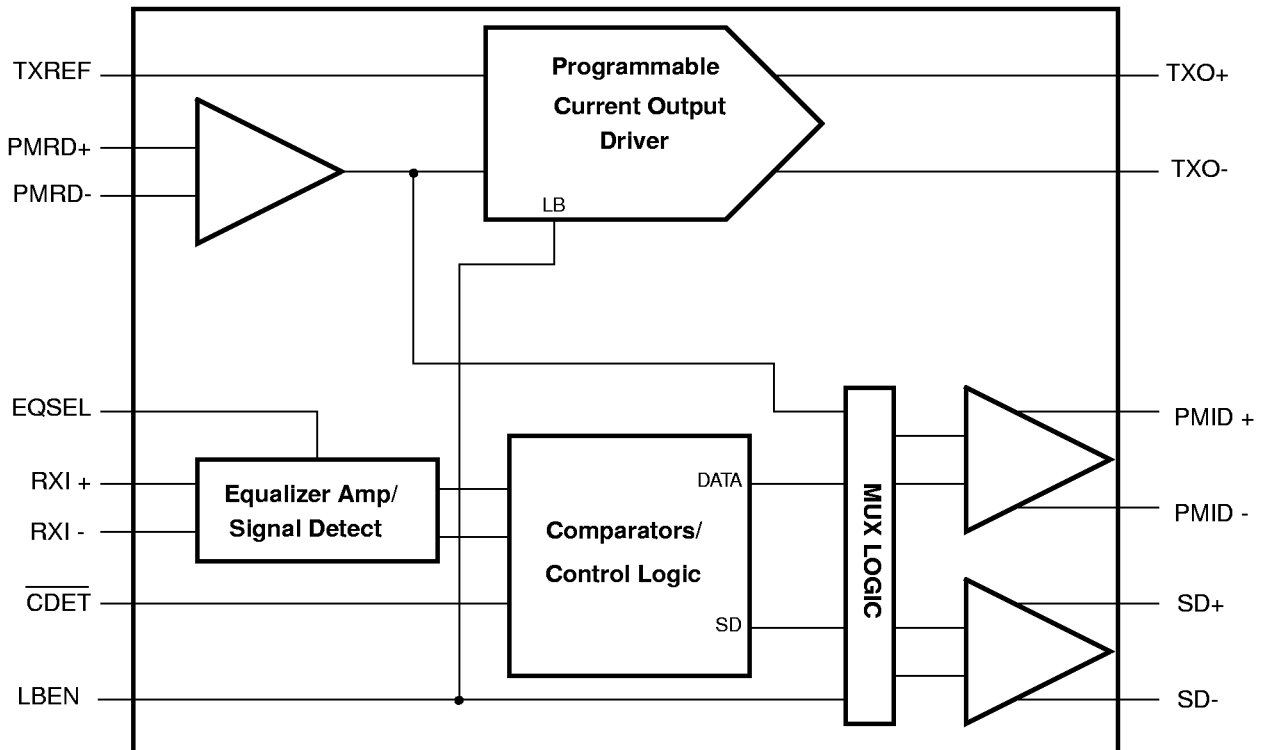 TXREF
PMRD+
PMRD-
Programmable
Current Output
Driver
LB
TXO+
TXO-
EQSEL
RXI +
RXI -
CDET
LBEN
Equalizer Amp/
Signal Detect
DATA
Comparators/
Control Logic
SD
MUX LOGIC
PMID +
PMID -
SD+
SD-